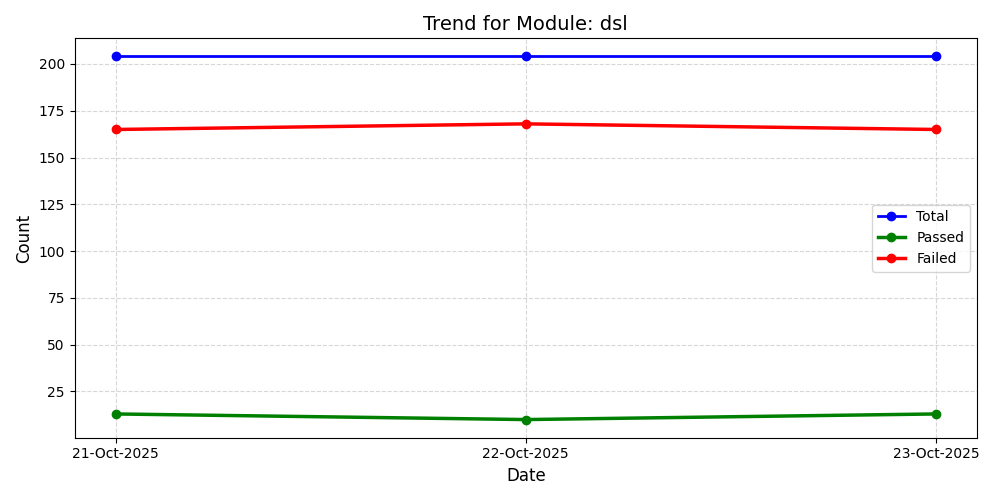 Trend for Module: dsl
Count
200
175
150
125
100
75
50
25
Total
Passed
Failed
21-Oct-2025
22-Oct-2025
23-Oct-2025
Date